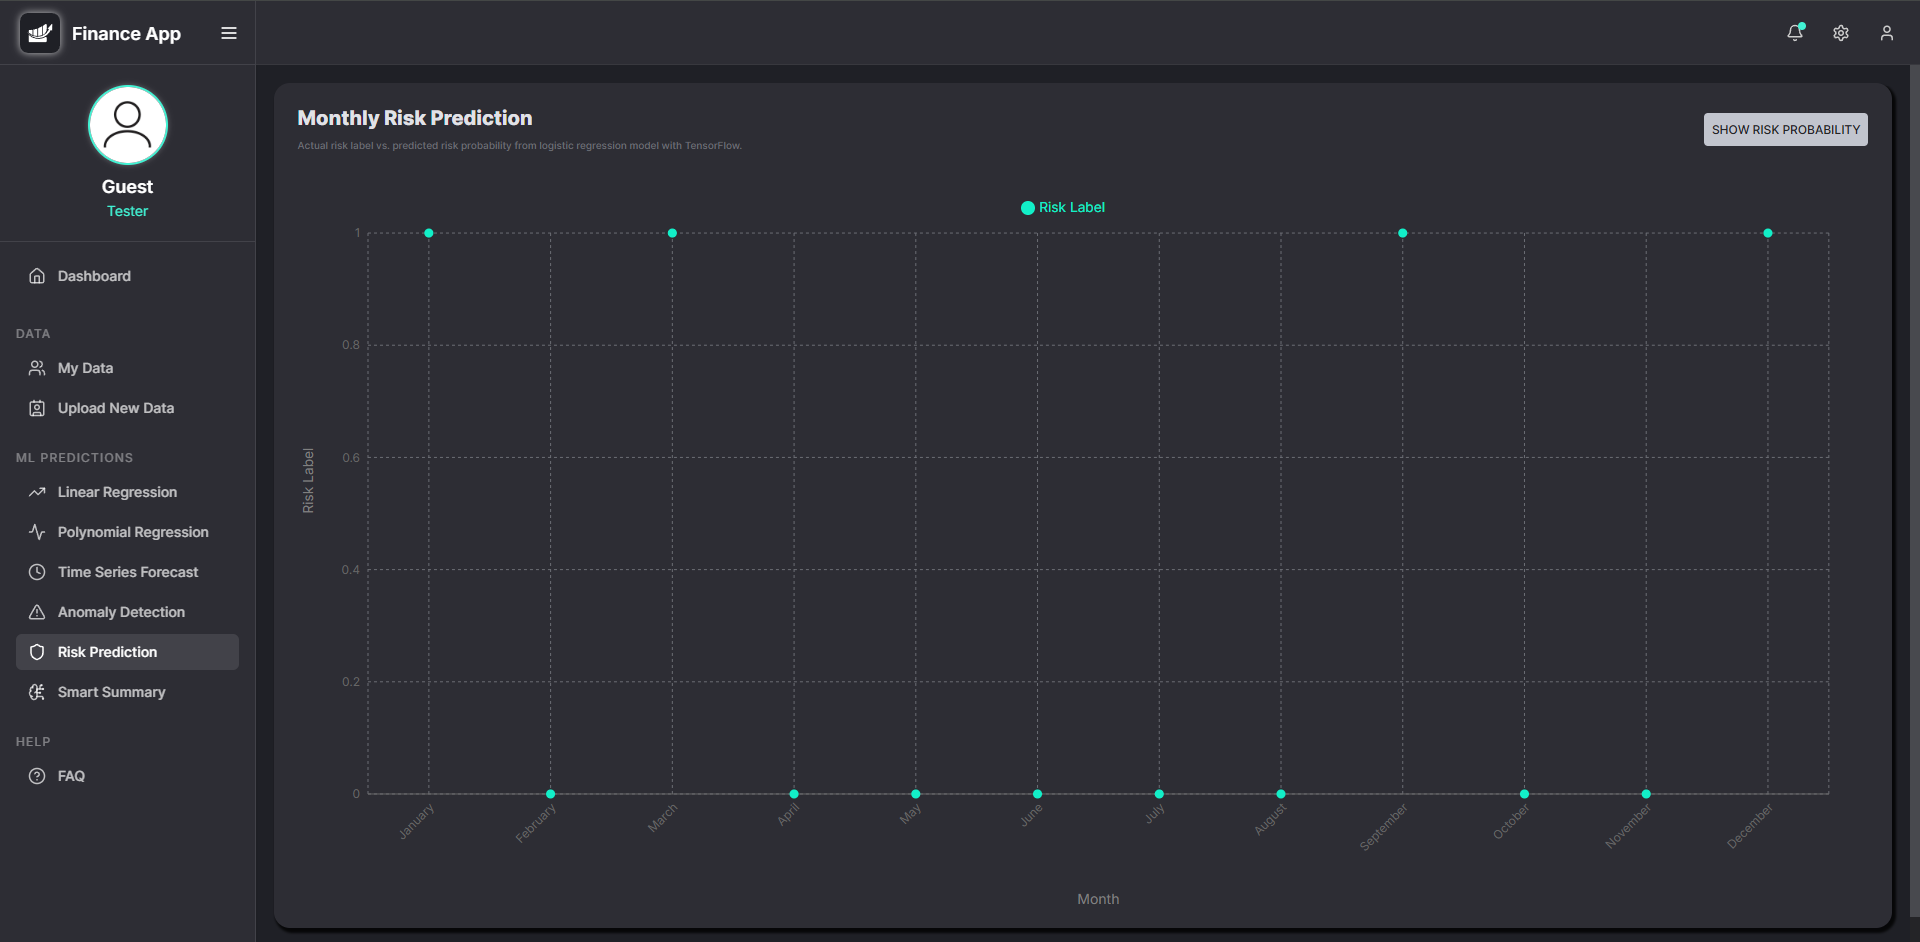 Finance App
Guest
Tester
Dashboard
DATA
My Data
Upload New Data
ML PREDICTIONS
Linear Regression
Polynomial Regression
Time Series Forecast
Anomaly Detection
Risk Prediction
Smart Summary
HELP
FAQ
Monthly Risk Prediction
Actual risk label vs. predicted risk probability from logistic regression model with TensorFlow.
SHOW RISK PROBABILITY
Risk Label
1
0.8
0.6
0.4
0.2
0
Risk Label
January
February
March
April
May
June
July
August
September
October
November
December
Month